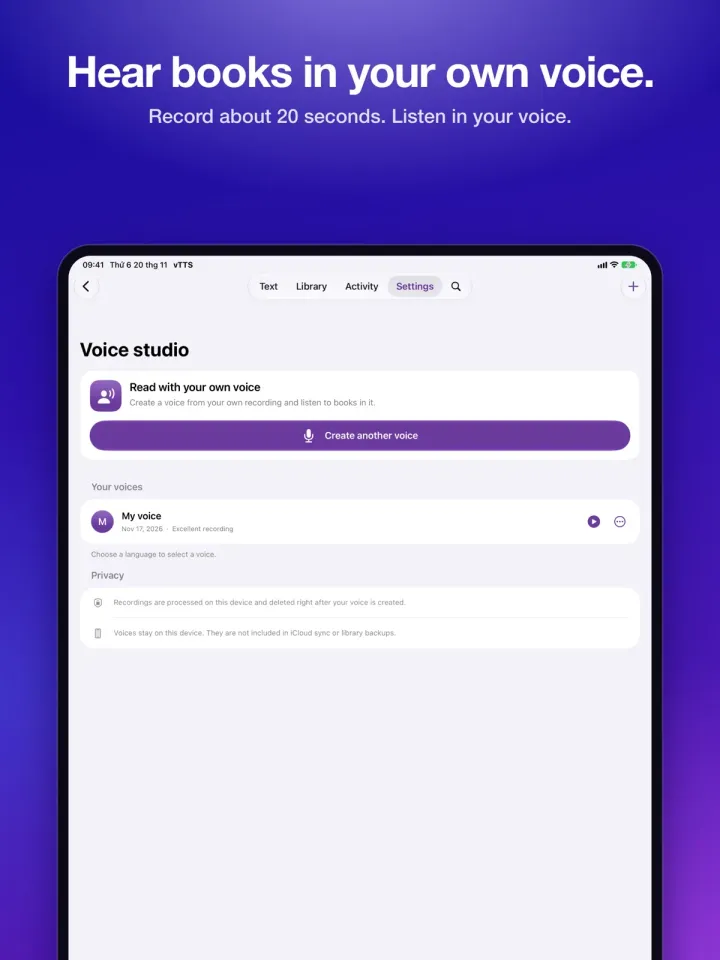 Hear books in your own voice.
Record about 20 seconds. Listen in your voice.
09:41 Thứ 6 20 thg 11 vTTS
Text Library Activity Settings
Voice studio
Read with your own voice
Create a voice from your own recording and listen to books in it.
Create another voice
Your voices
M
My voice
Nov 17, 2026 · Excellent recording
Choose a language to select a voice.
Privacy
Recordings are processed on this device and deleted right after your voice is created.
Voices stay on this device. They are not included in iCloud sync or library backups.